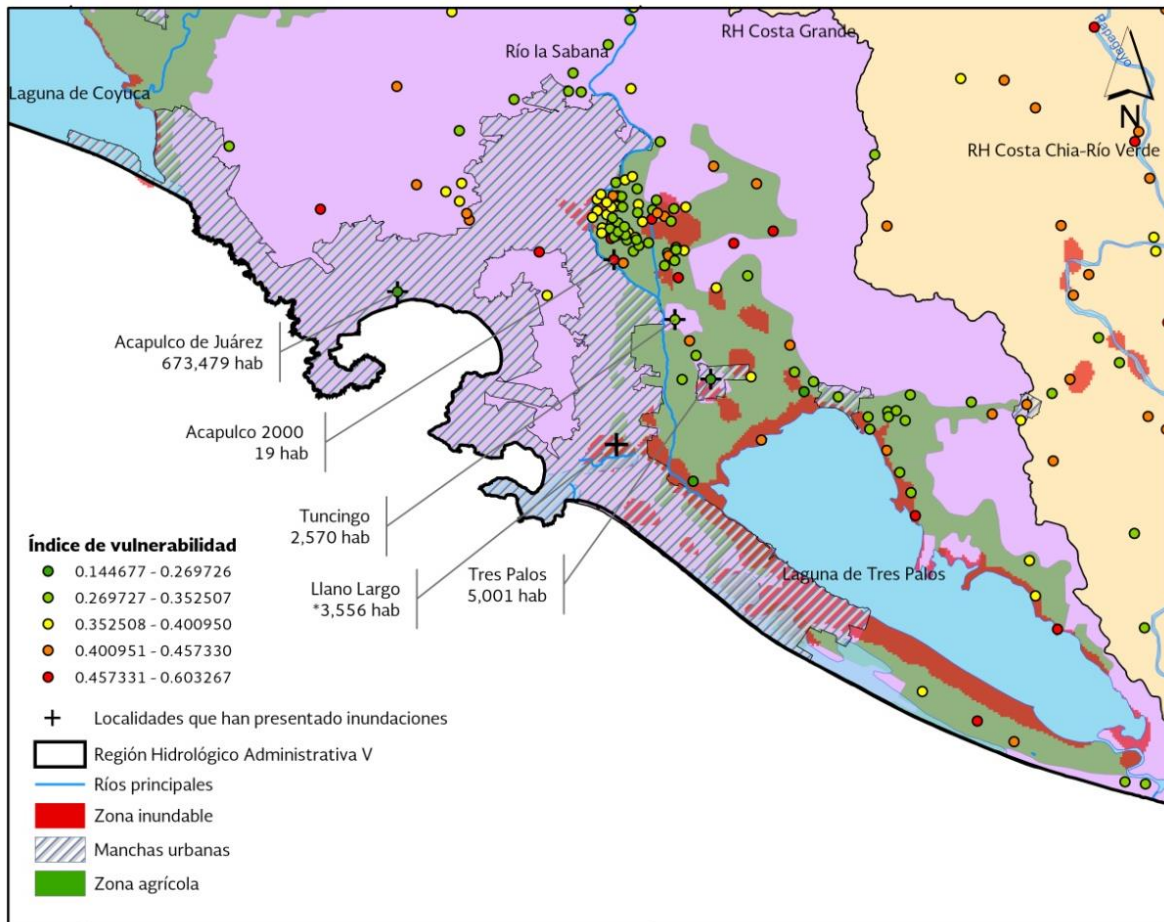 RH Costa Grande
Río la Sabana
Papagayo
Laguna de Coyuca
N
RH Costa Chia-Río Verde
Acapulco de Juárez
673,479 hab
Acapulco 2000
19 hab
Tuncingo
2,570 hab
Llano Largo
*3,556 hab
Tres Palos
5,001 hab
Laguna de Tres Palos
Índice de vulnerabilidad
0.144677 - 0.269726
0.269727 - 0.352507
0.352508 - 0.400950
0.400951 - 0.457330
0.457331 - 0.603267
Localidades que han presentado inundaciones
Región Hidrológico Administrativa V
Ríos principales
Zona inundable
Manchas urbanas
Zona agrícola